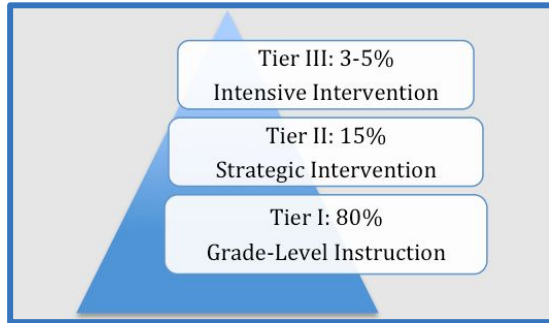 Tier III: 3-5%
Intensive Intervention
Tier II: 15%
Strategic Intervention
Tier I: 80%
Grade-Level Instruction